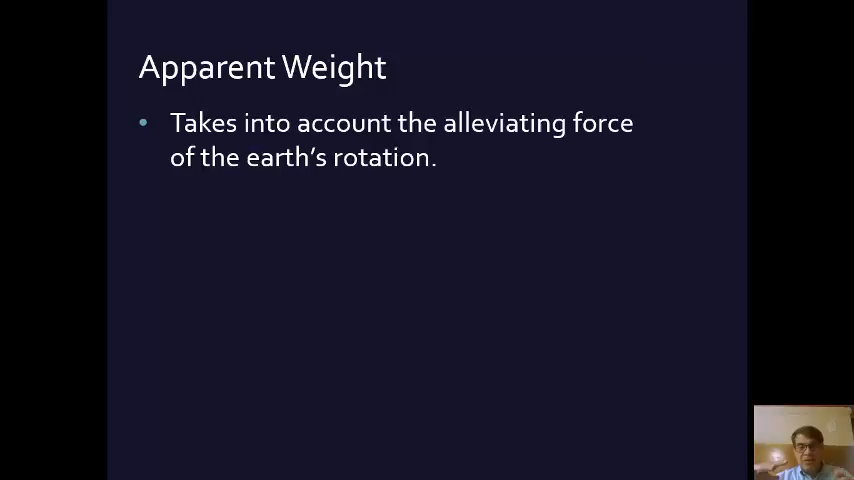 Apparent Weight
• Takes into account the alleviating force
of the earth's rotation.